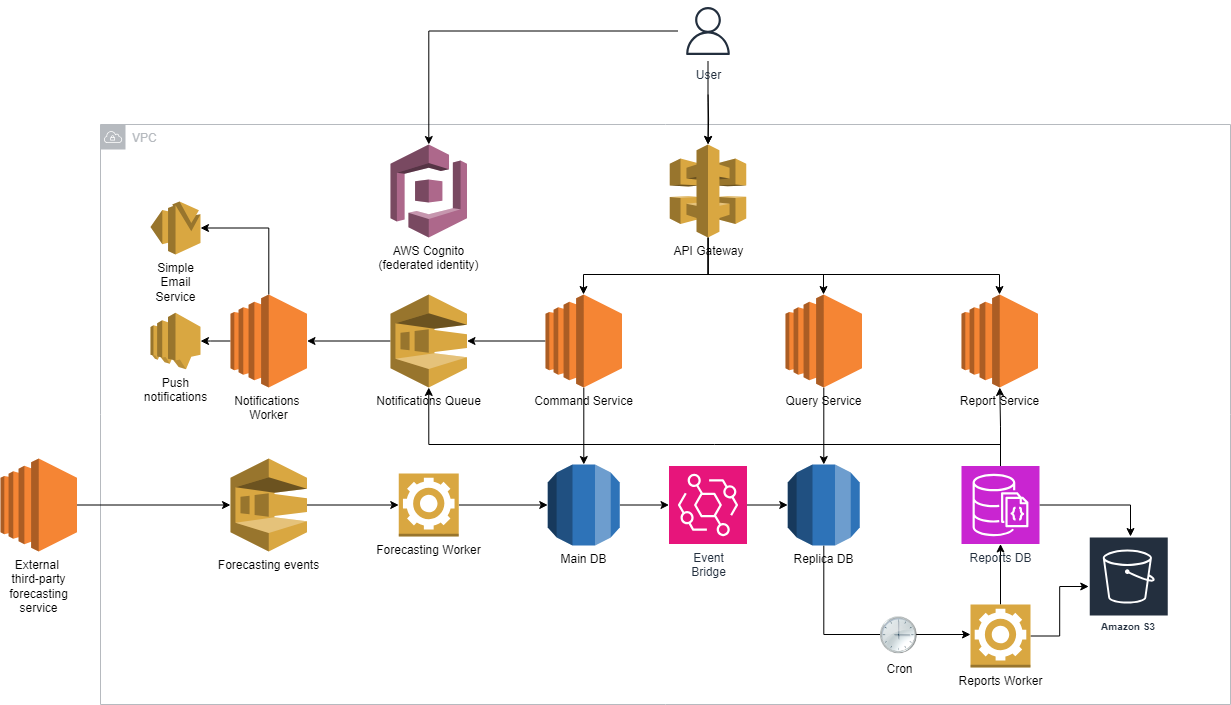 User
VPC
AWS Cognito
(federated identity)
API Gateway
Simple
Email
Service
Push
notifications
Notifications
Worker
Notifications Queue
Command Service
Query Service
Report Service
External
third-party
forecasting
service
Forecasting events
Forecasting Worker
Main DB
Event
Bridge
Replica DB
Reports DB
Amazon S3
Cron
Reports Worker